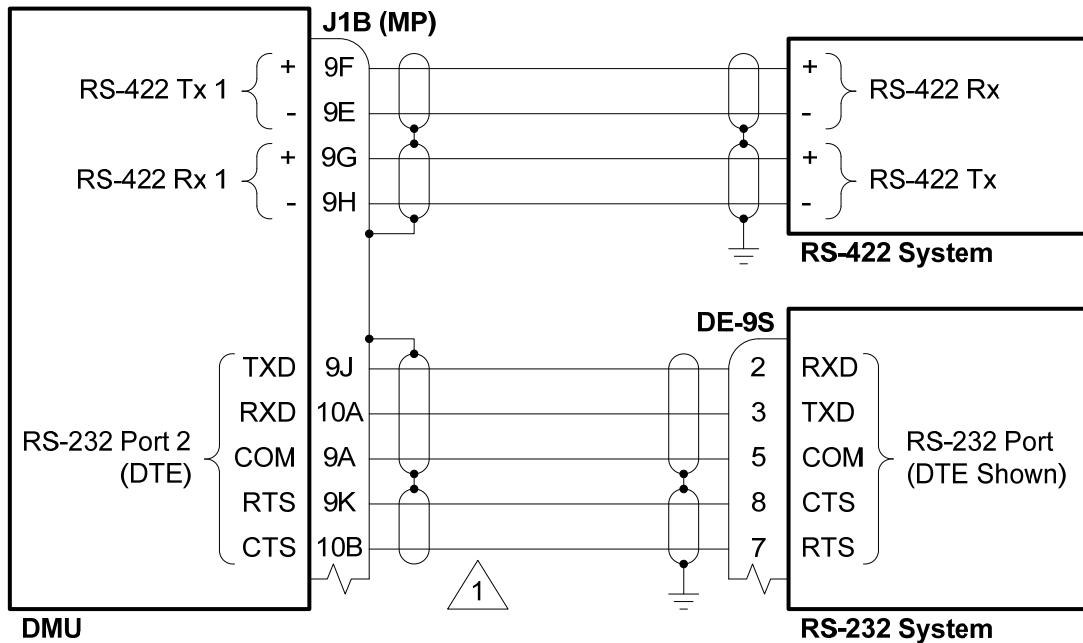 J1B (MP)
RS-422 Tx 1
+
9F
-
9E
RS-422 Rx 1
+
9G
-
9H
+
-
RS-422 Rx
+
-
RS-422 Tx
RS-422 System
DE-9S
RS-232 Port 2
(DTE)
TXD
9J
2
RXD
RXD
10A
3
TXD
COM
9A
5
COM
RTS
9K
8
CTS
CTS
10B
7
RTS
RS-232 Port
(DTE Shown)
1
DMU
RS-232 System